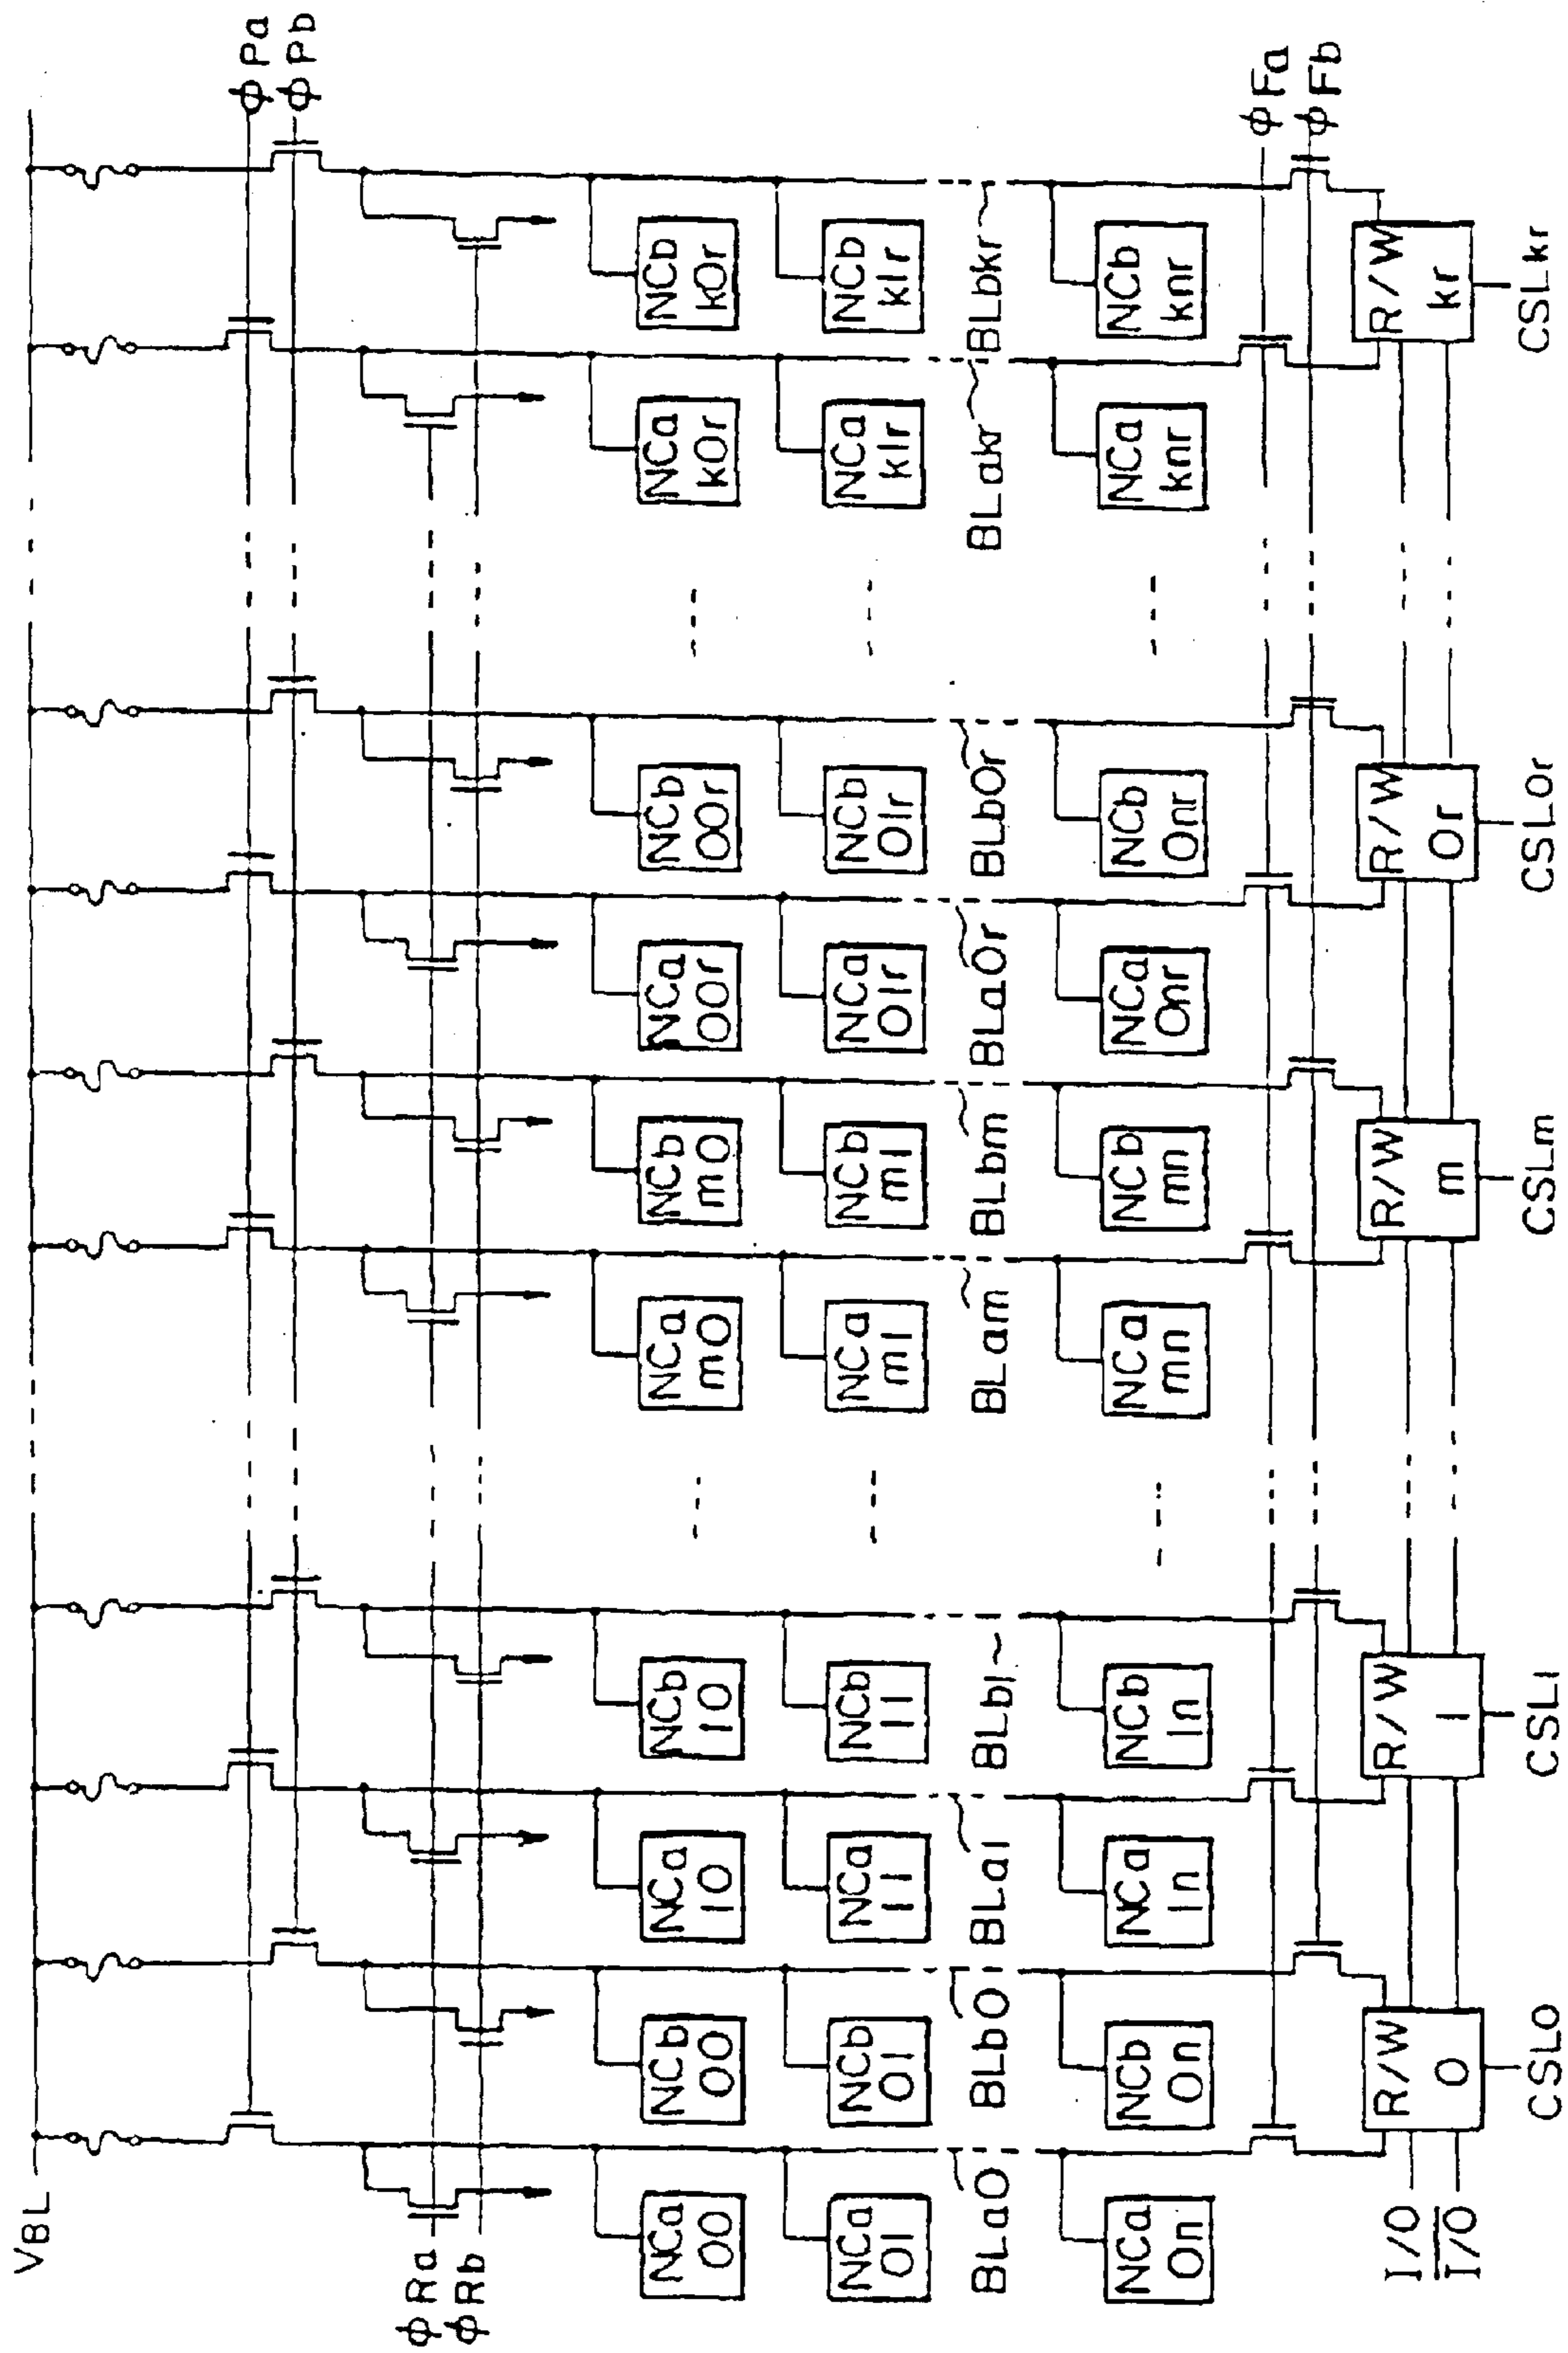 VBL
φPa
φPb
φRa
φRb
NCa
00
NCb
00
NCa
10
NCb
10
NCa
m0
NCb
m0
NCa
00r
NCb
00r
NCa
k0r
NCb
k0r
NCa
01
NCb
01
NCa
11
NCb
11
NCa
m1
NCb
m1
NCa
01r
NCb
01r
NCa
k1r
NCb
k1r
BLa0
BLb0
BLa1
BLb1
BLam
BLbm
BLa0r
BLb0r
BLakr
BLbkr
NCa
0n
NCb
0n
NCa
1n
NCb
1n
NCa
mn
NCb
mn
NCa
0nr
NCb
0nr
NCa
knr
NCb
knr
φFa
φFb
I/O
I/O
R/W
0
R/W
1
R/W
m
R/W
0r
R/W
kr
CSL0
CSL1
CSLm
CSL0r
CSLkr